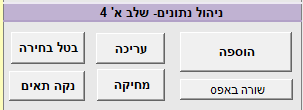 ניהול נתונים- שלב א' 4
הוספה
עריכה
בטל בחירה
שורה באפס
מחיקה
נקה תאים